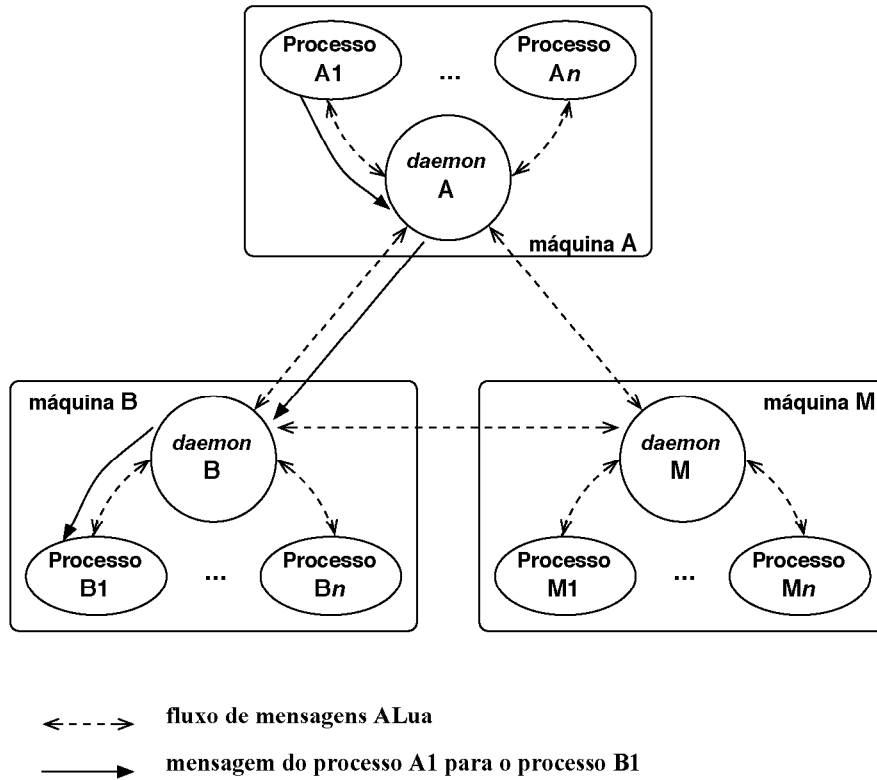 Processo
A1
...
Processo
An
daemon
A
máquina A
máquina B
daemon
B
Processo
B1
...
Processo
Bn
máquina M
daemon
M
Processo
M1
...
Processo
Mn
fluxo de mensagens ALua
mensagem do processo A1 para o processo B1